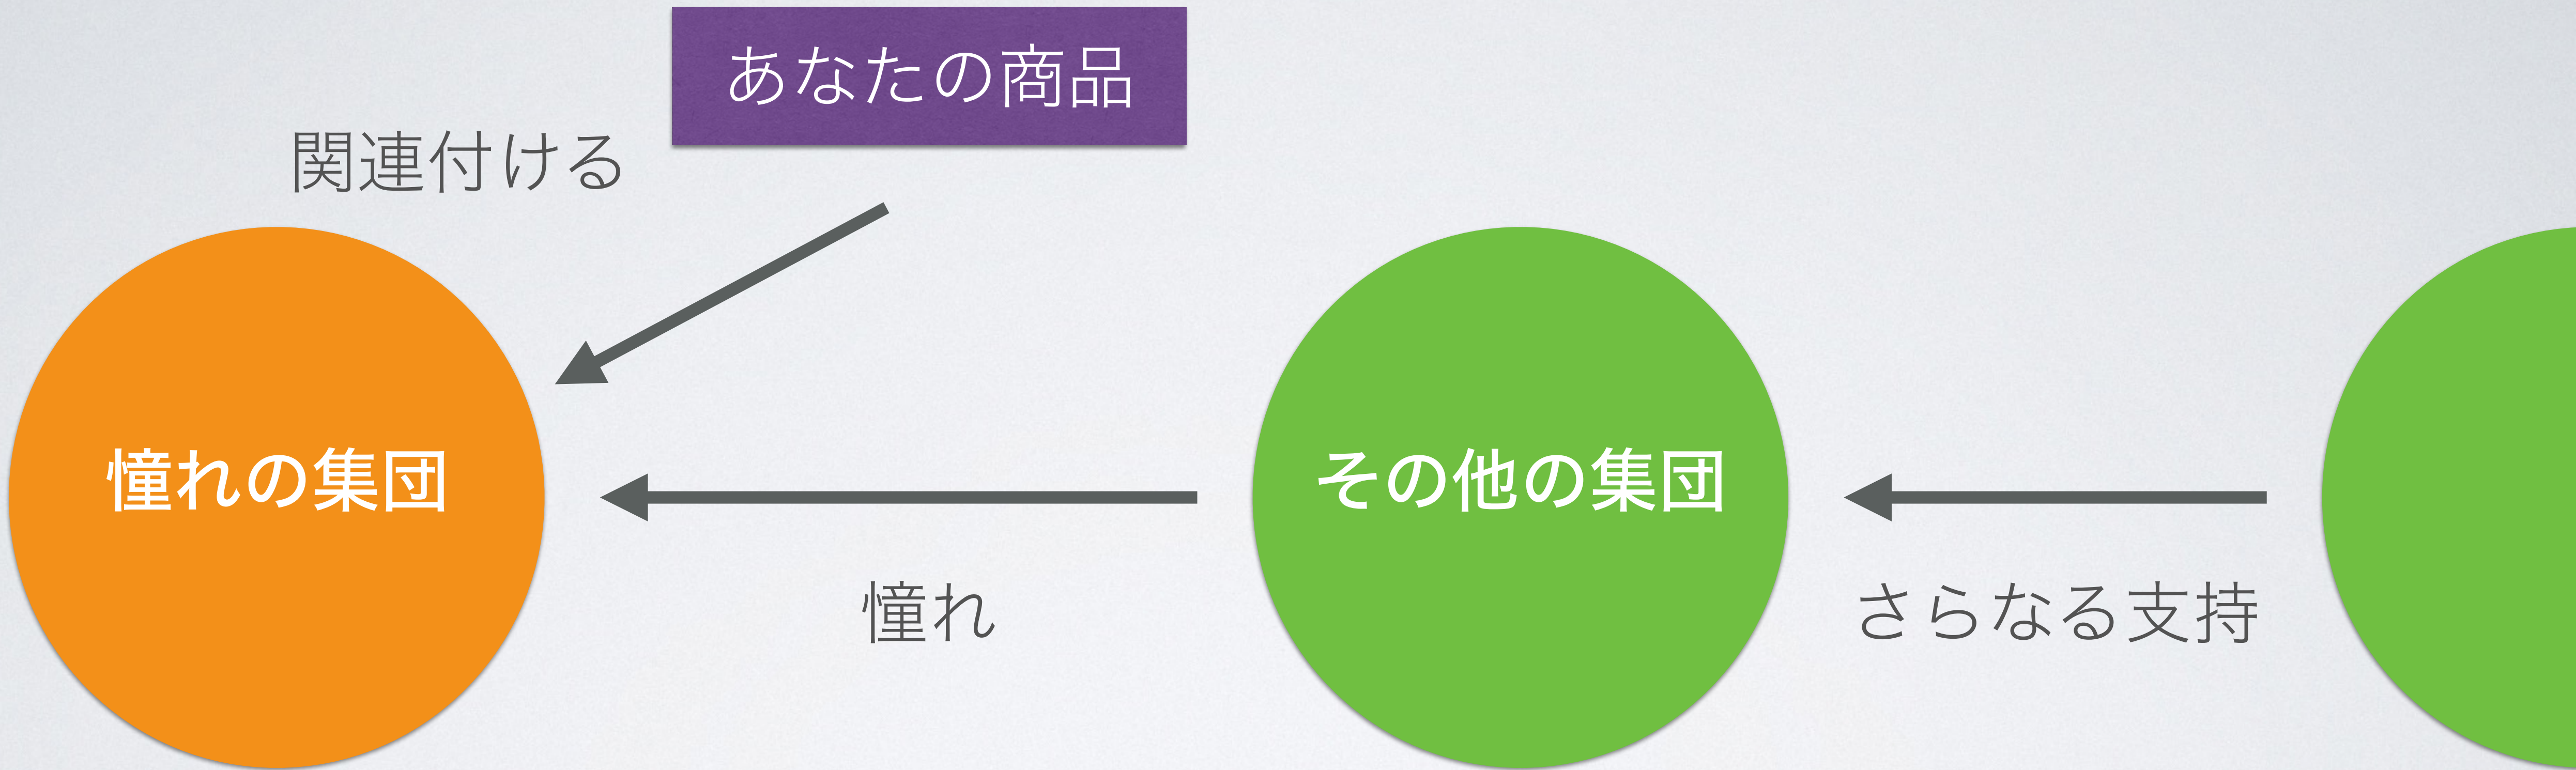 あなたの商品
関連付ける
憧れの集団
その他の集団
憧れ
さらなる支持